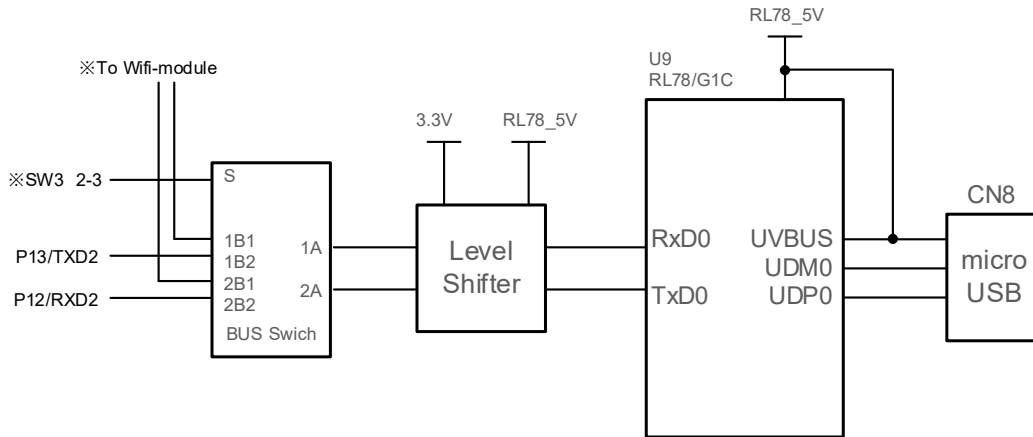 RL78_5V
U9
RL78/G1C
※To Wifi-module
3.3V
RL78_5V
※SW3 2-3
S
P13/TXD2
P12/RXD2
1B1
1B2
2B1
2B2
1A
2A
BUS Swich
Level
Shifter
RxD0
TxD0
UVBUS
UDM0
UDP0
CN8
micro
USB